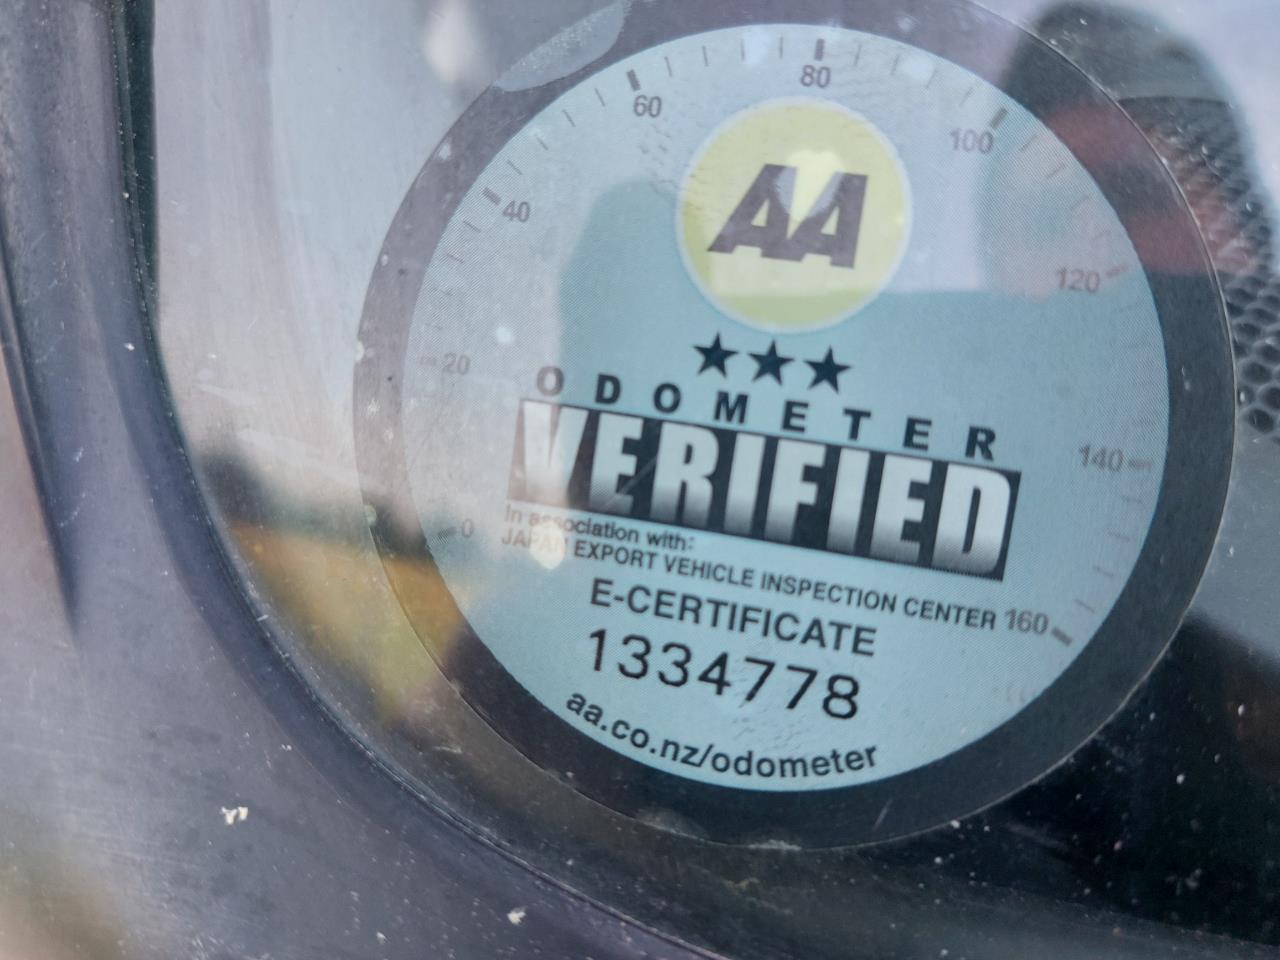 80
60
100
40
AA
120
20
★★★
ODOMETER
140
VERIFIED
In association with:
0
JAPAN EXPORT VEHICLE INSPECTION CENTER
160
E-CERTIFICATE
1334778
aa.co.nz/odometer